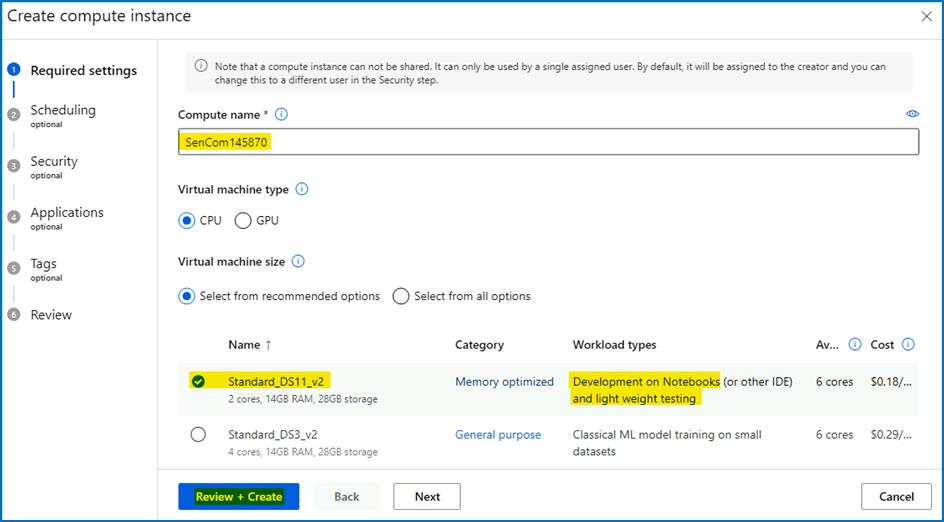 Create compute instance
1
Required settings
2
Scheduling
optional
3
Security
optional
4
Applications
optional
5
Tags
optional
6
Review
Note that a compute instance can not be shared. It can only be used by a single assigned user. By default, it will be assigned to the creator and you can
change this to a different user in the Security step.
Compute name *
SenCom145870
Virtual machine type
CPU GPU
Virtual machine size
Select from recommended options Select from all options
Name ↑ Category Workload types Av... Cost
Standard_DS11_v2 Memory optimized Development on Notebooks (or other IDE) 6 cores $0.18/...
2 cores, 14GB RAM, 28GB storage and light weight testing
Standard_DS3_v2 General purpose Classical ML model training on small 6 cores $0.29/...
4 cores, 14GB RAM, 28GB storage datasets
Review + Create Back Next Cancel